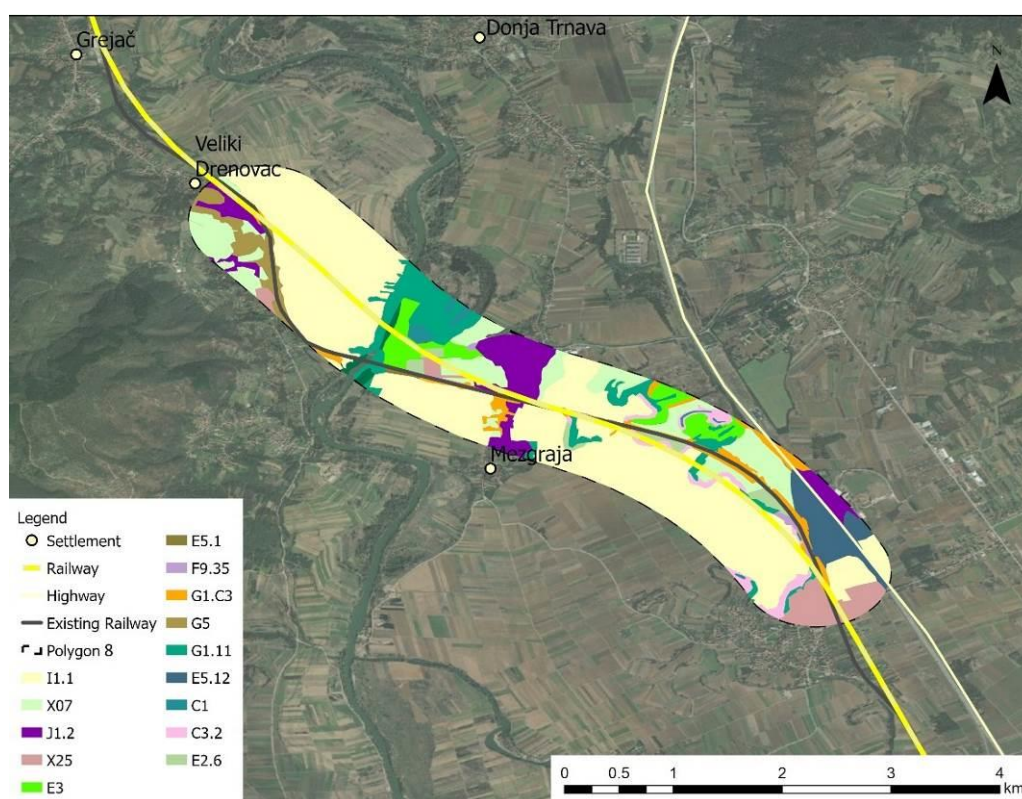 Grejač
Donja Trnava
N
Veliki
Drenovac
Mezgraja
Legend
Settlement
Railway
Highway
Existing Railway
Polygon 8
I1.1
X07
J1.2
X25
E3
E5.1
F9.35
G1.C3
G5
G1.11
E5.12
C1
C3.2
E2.6
0 0.5 1 2 3 4
km